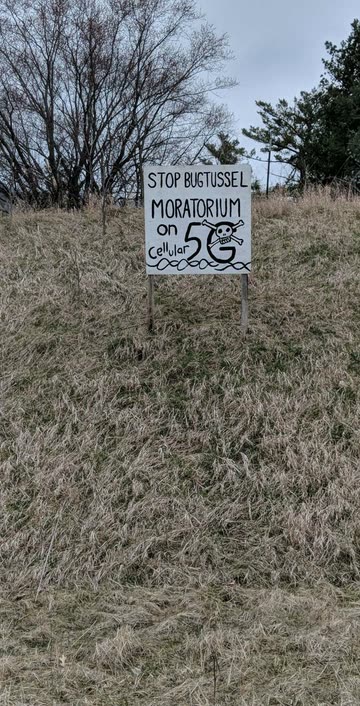 STOP BUGTUSSEL
MORATORIUM
on
Cellular 5G